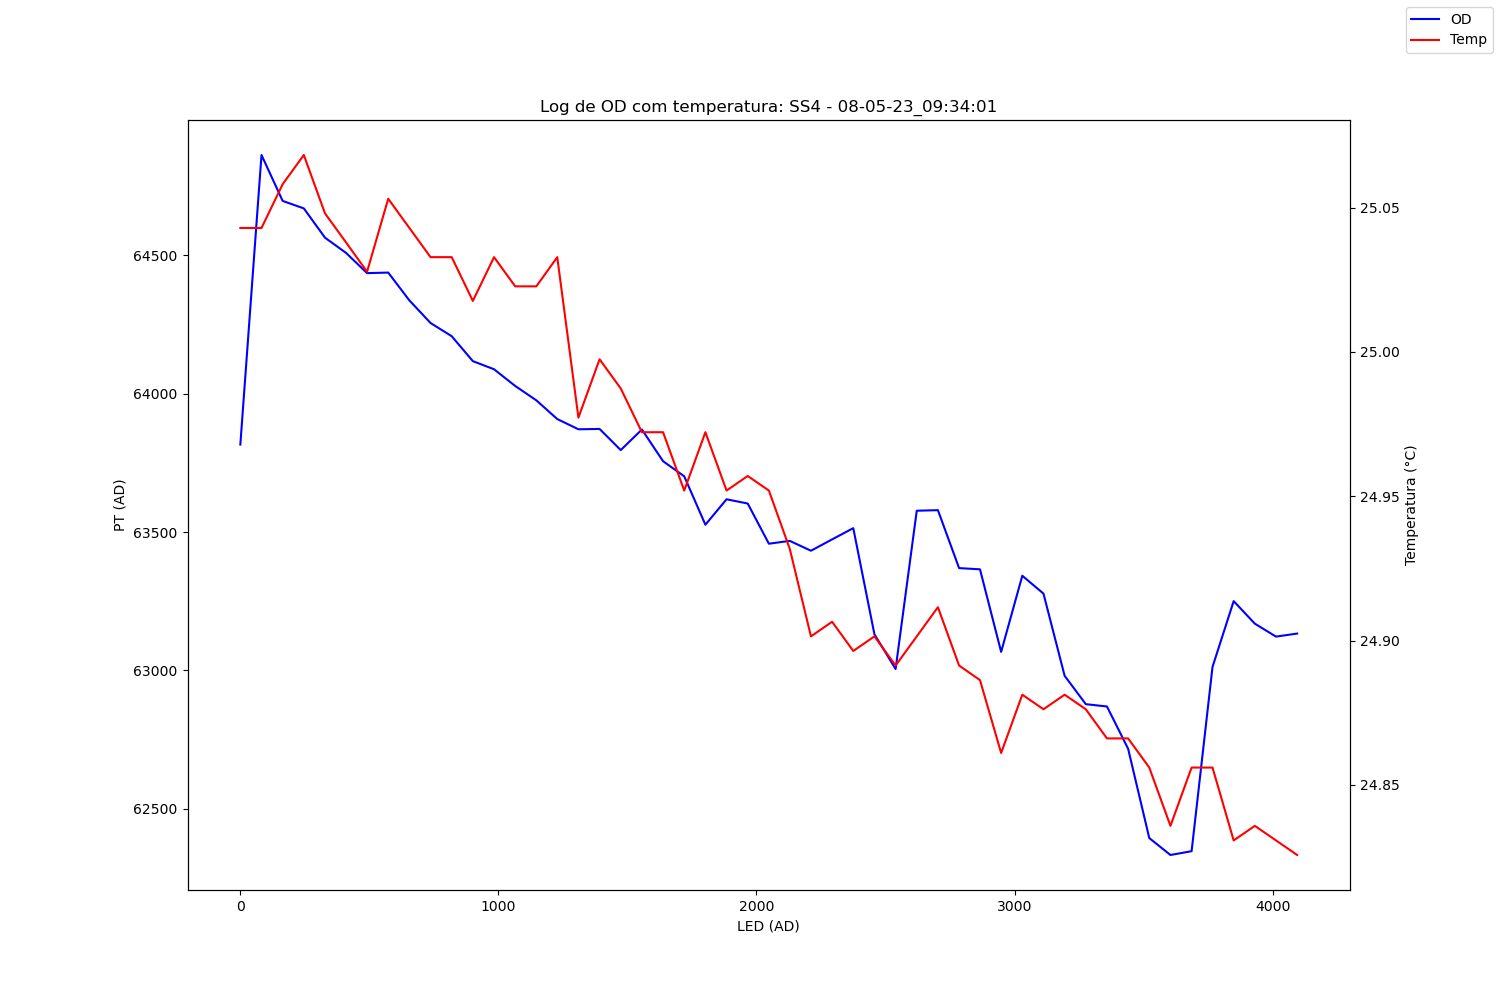 OD
Temp
Log de OD com temperatura: SS4 - 08-05-23_09:34:01
64500
64000
63500
63000
62500
PT (AD)
25.05
25.00
24.95
24.90
24.85
Temperatura (°C)
0 1000 2000 3000 4000
LED (AD)